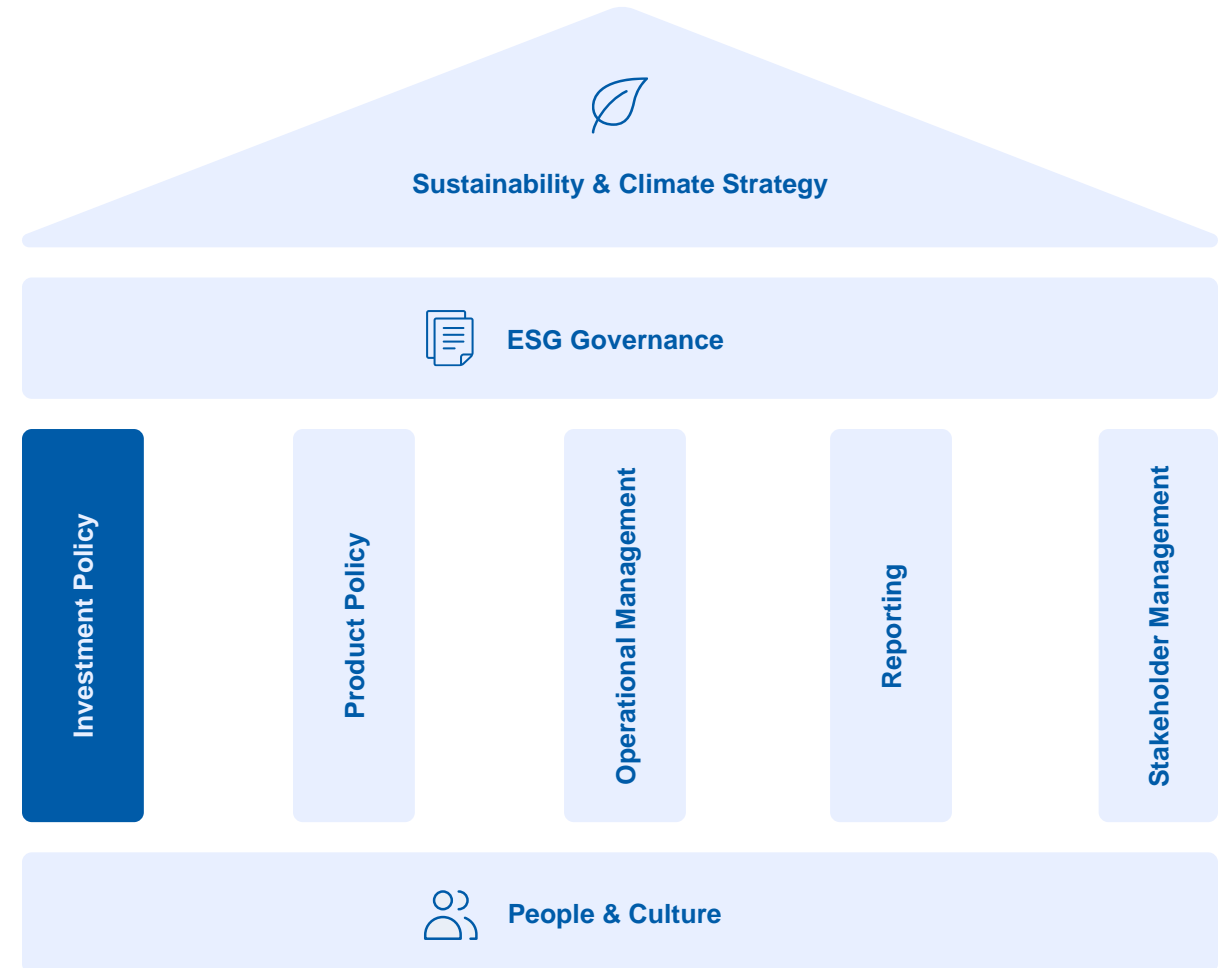 Sustainability & Climate Strategy
ESG Governance
Investment Policy
Product Policy
Operational Management
Reporting
Stakeholder Management
People & Culture